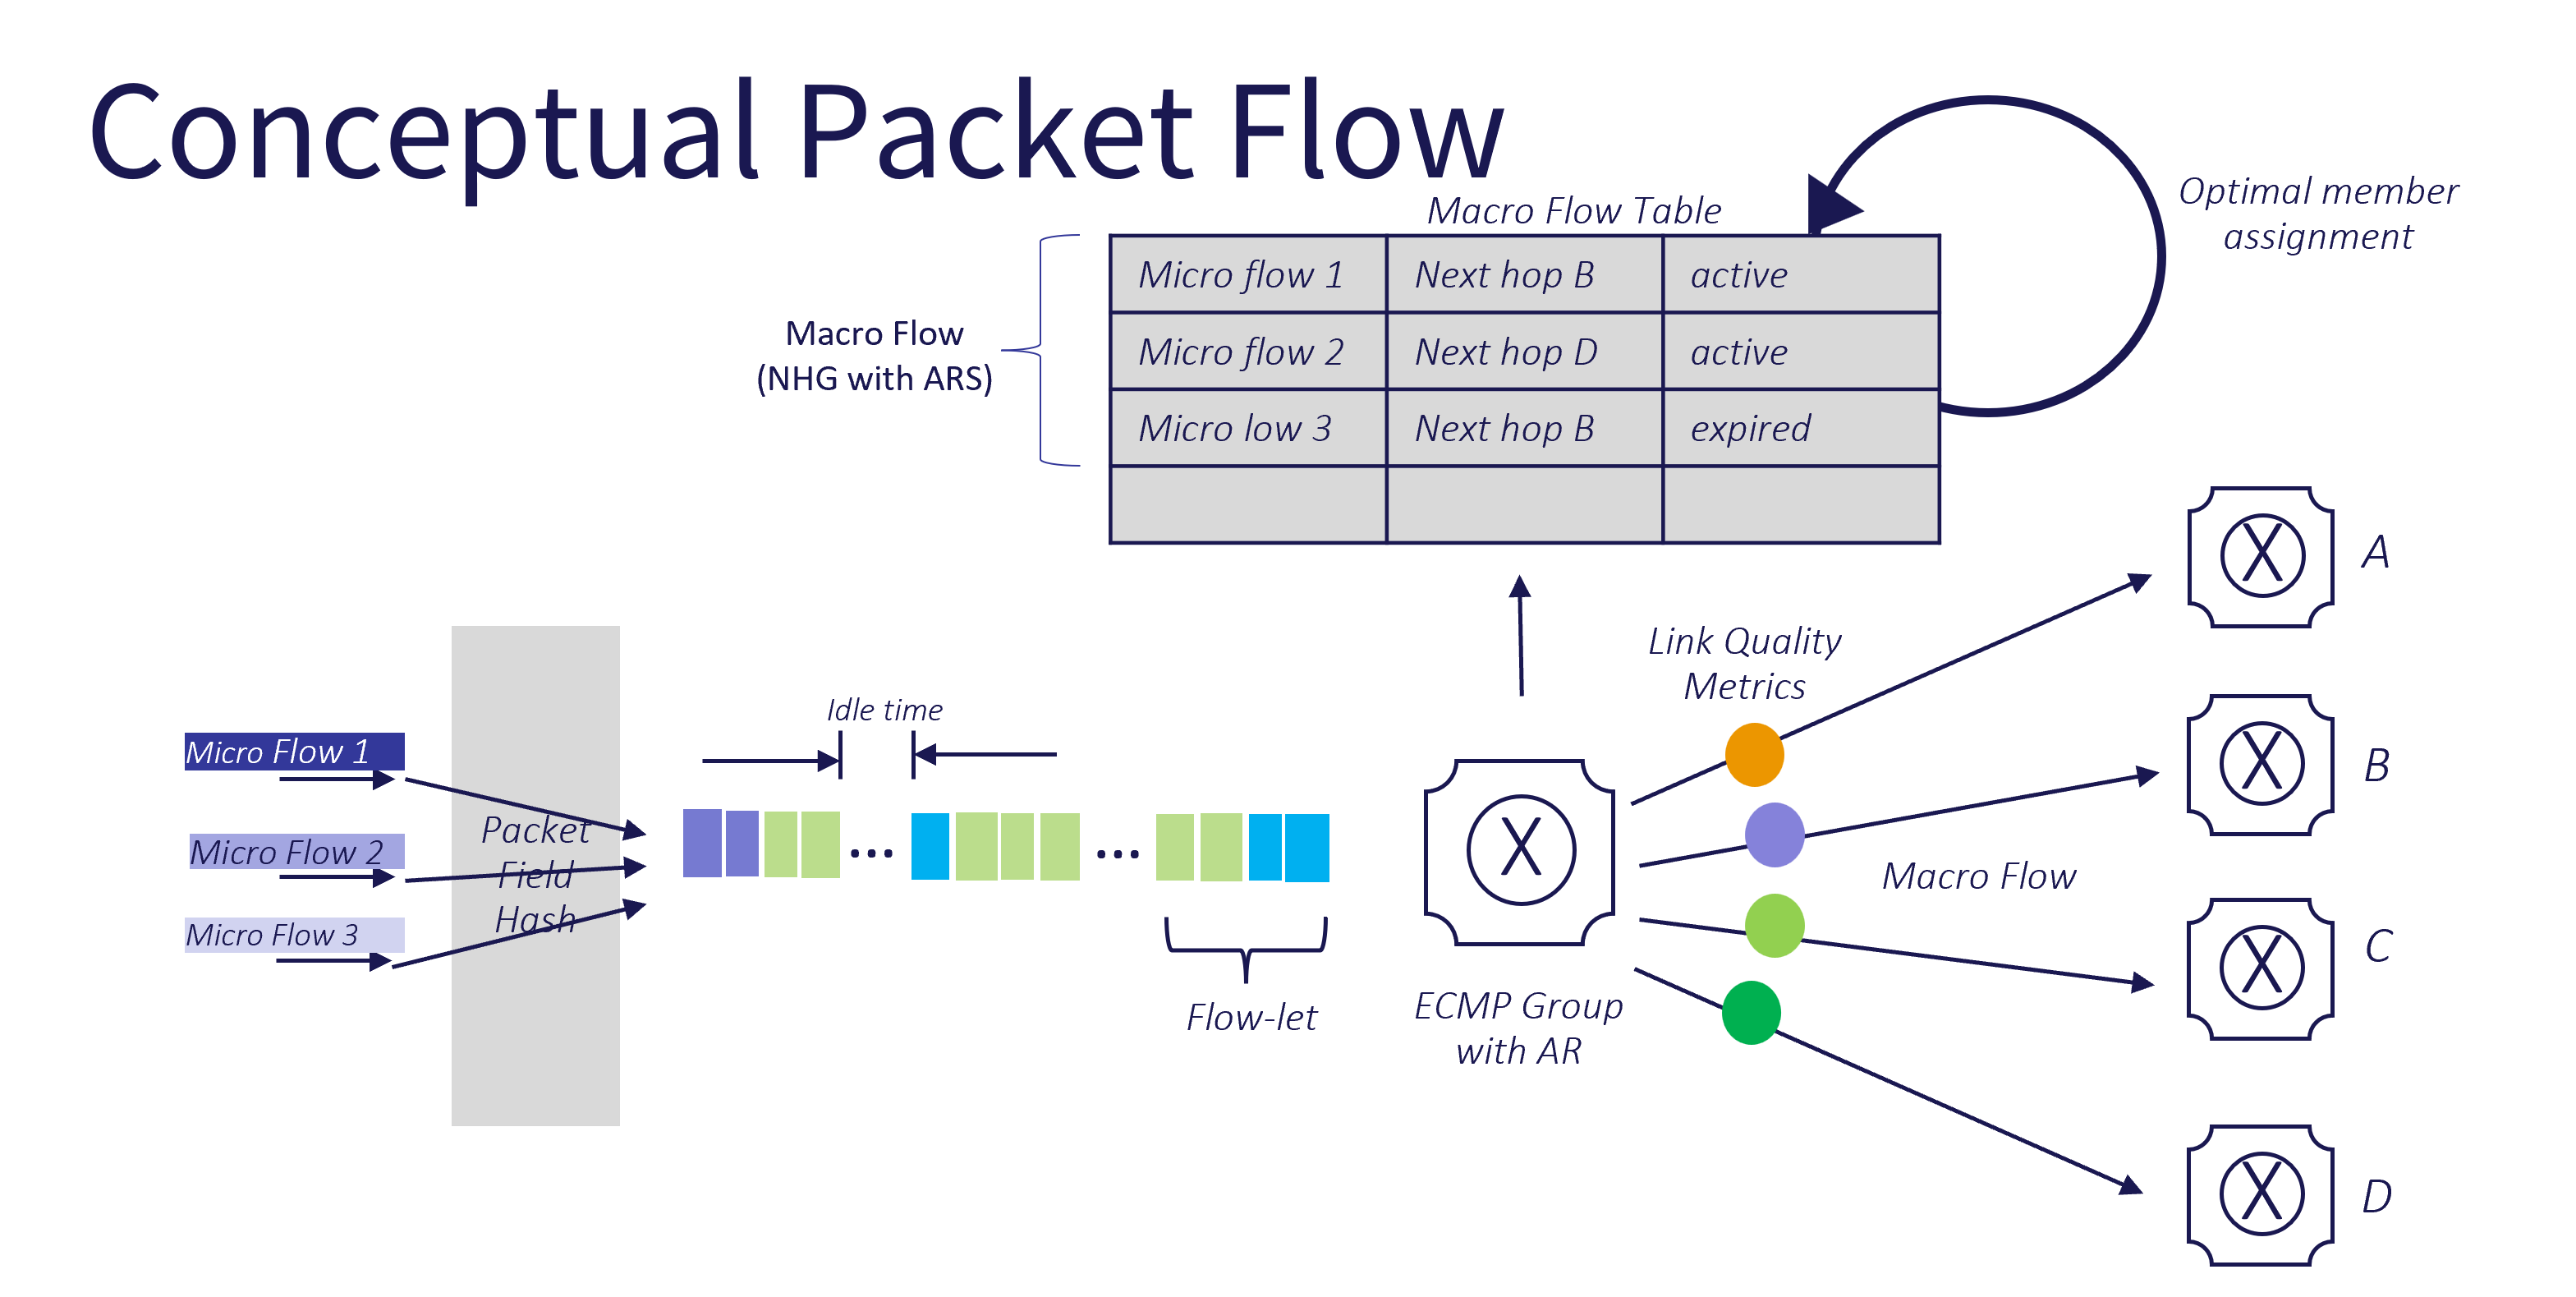 Conceptual Packet Flow
Macro Flow Table
Optimal member
assignment
Micro flow 1 Next hop B active
Micro flow 2 Next hop D active
Micro low 3 Next hop B expired
Macro Flow
(NHG with ARS)
A
Link Quality
Metrics
B
Idle time
Micro Flow 1
Micro Flow 2
Micro Flow 3
Packet
Field
Hash
...
...
Flow-let
X
ECMP Group
with AR
Macro Flow
X
X
C
X
D
X